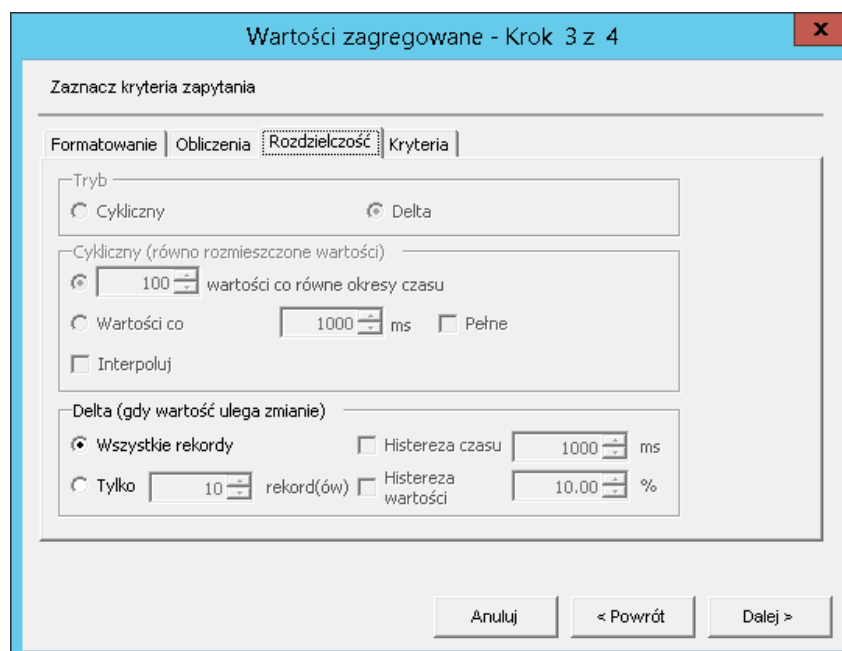 Wartości zagregowane - Krok 3 z 4
x
Zaznacz kryteria zapytania
Formatowanie Obliczenia Rozdzielczość Kryteria
Tryb
Cykliczny Delta
Cykliczny (równo rozmieszczone wartości)
100 wartości co równe okresy czasu
Wartości co 1000 ms Pełne
Interpoluj
Delta (gdy wartość ulega zmianie)
Wszystkie rekordy Histereza czasu 1000 ms
Tylko 10 rekord(ów) Histereza wartości 10.00 %
Anuluj < Powrót Dalej >